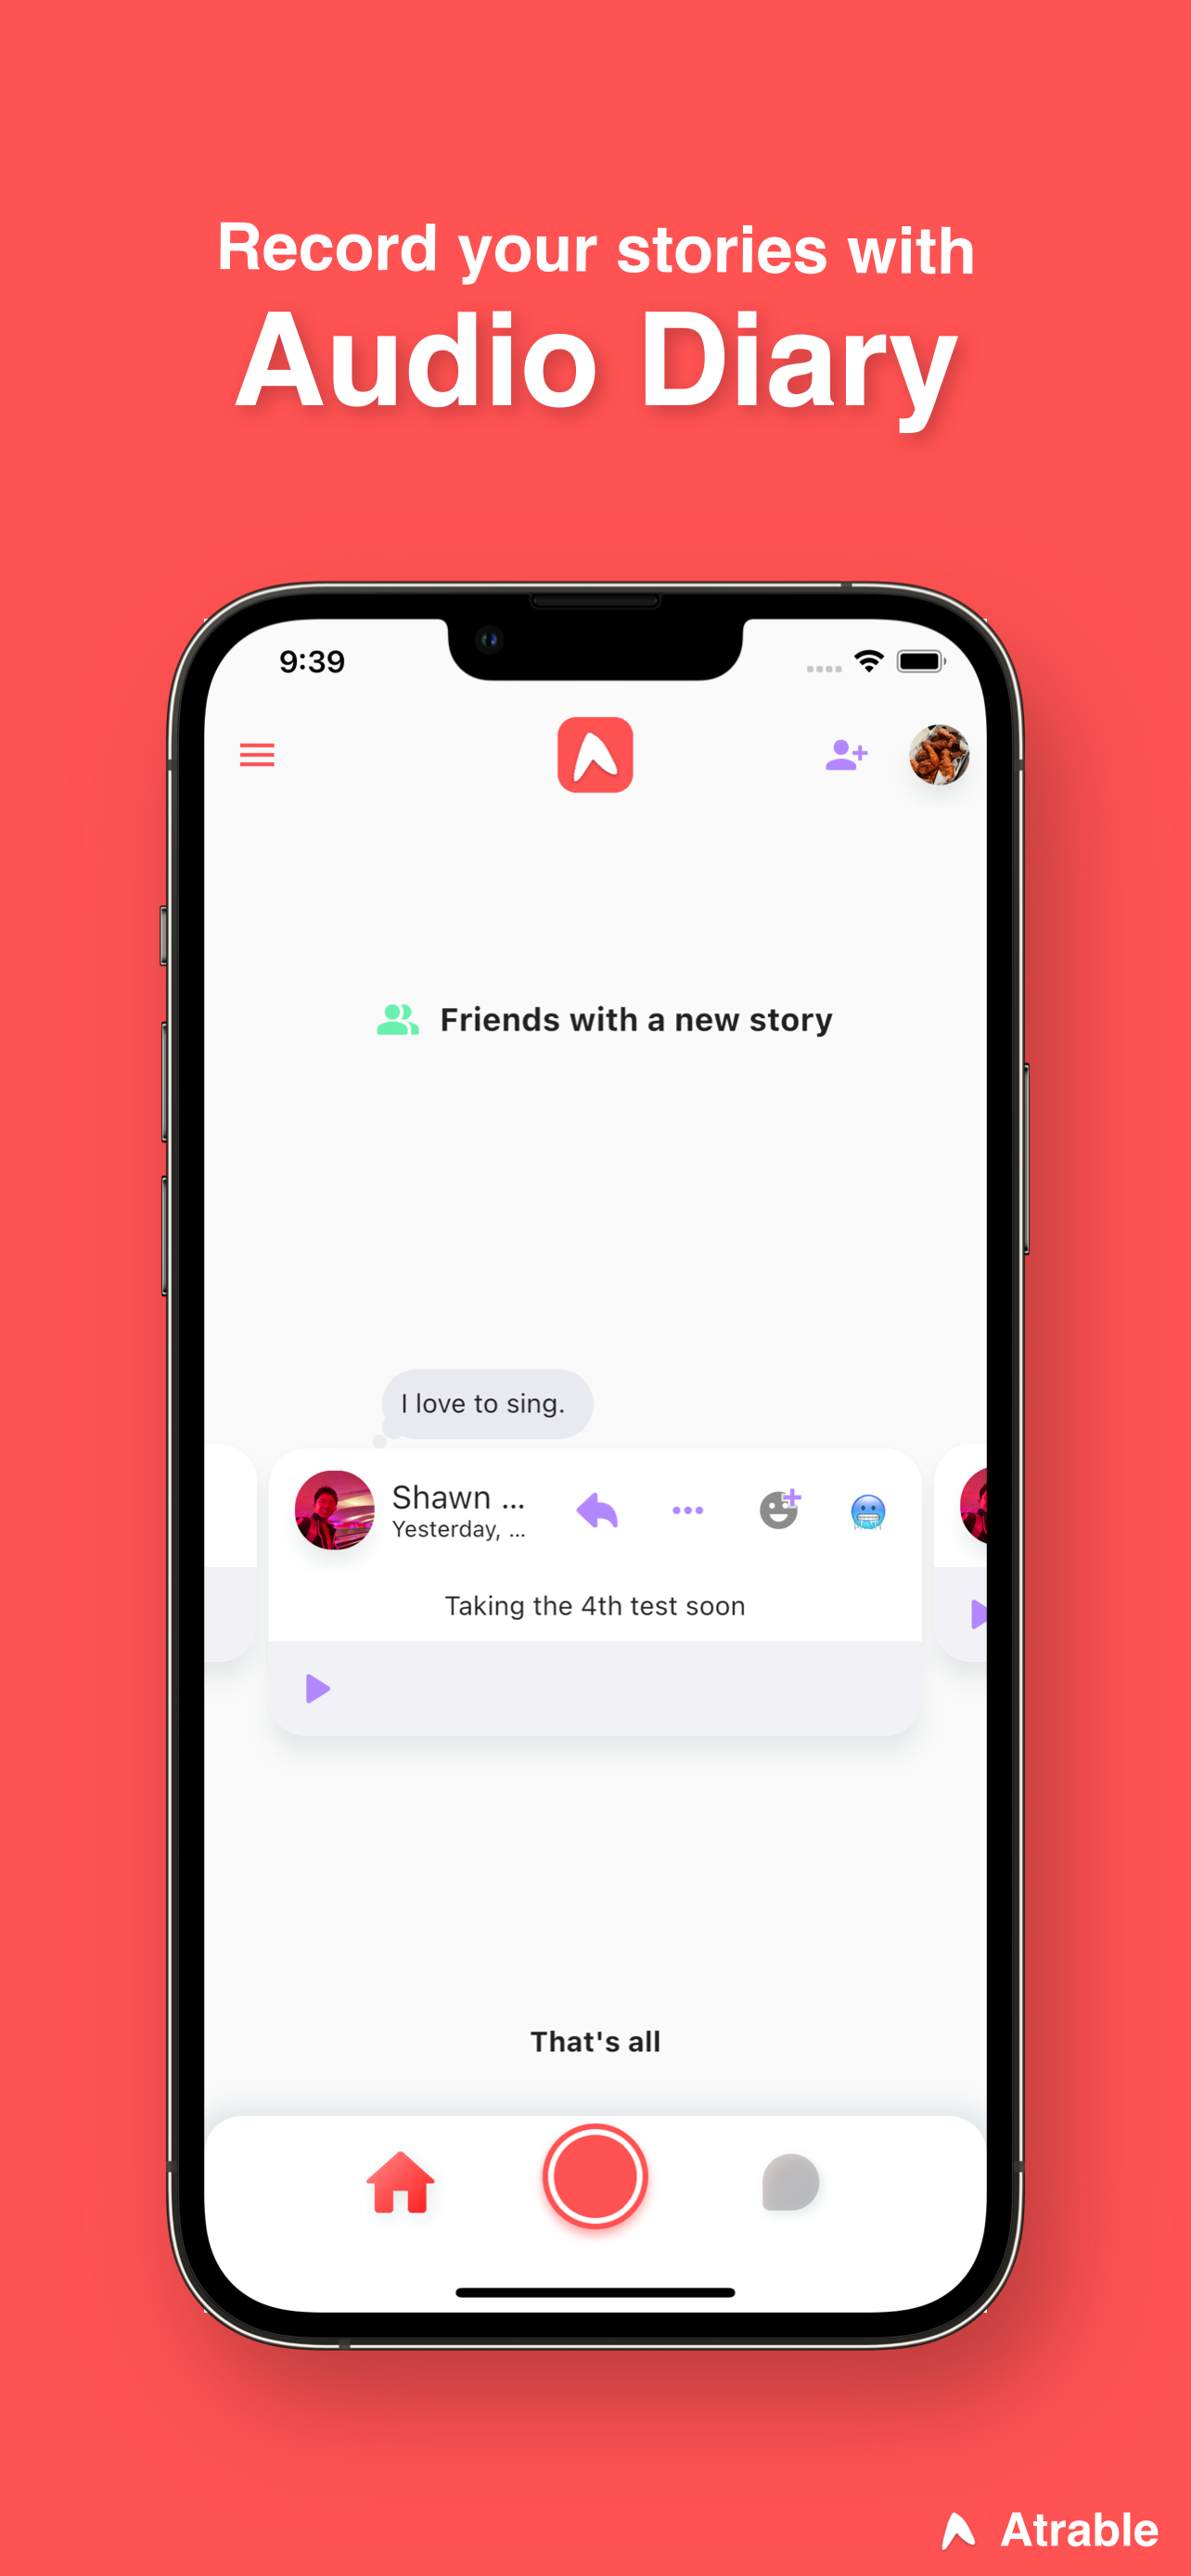 Record your stories with
Audio Diary
9:39
Friends with a new story
I love to sing.
Shawn ...
Yesterday, ...
Taking the 4th test soon
That's all
Atrable